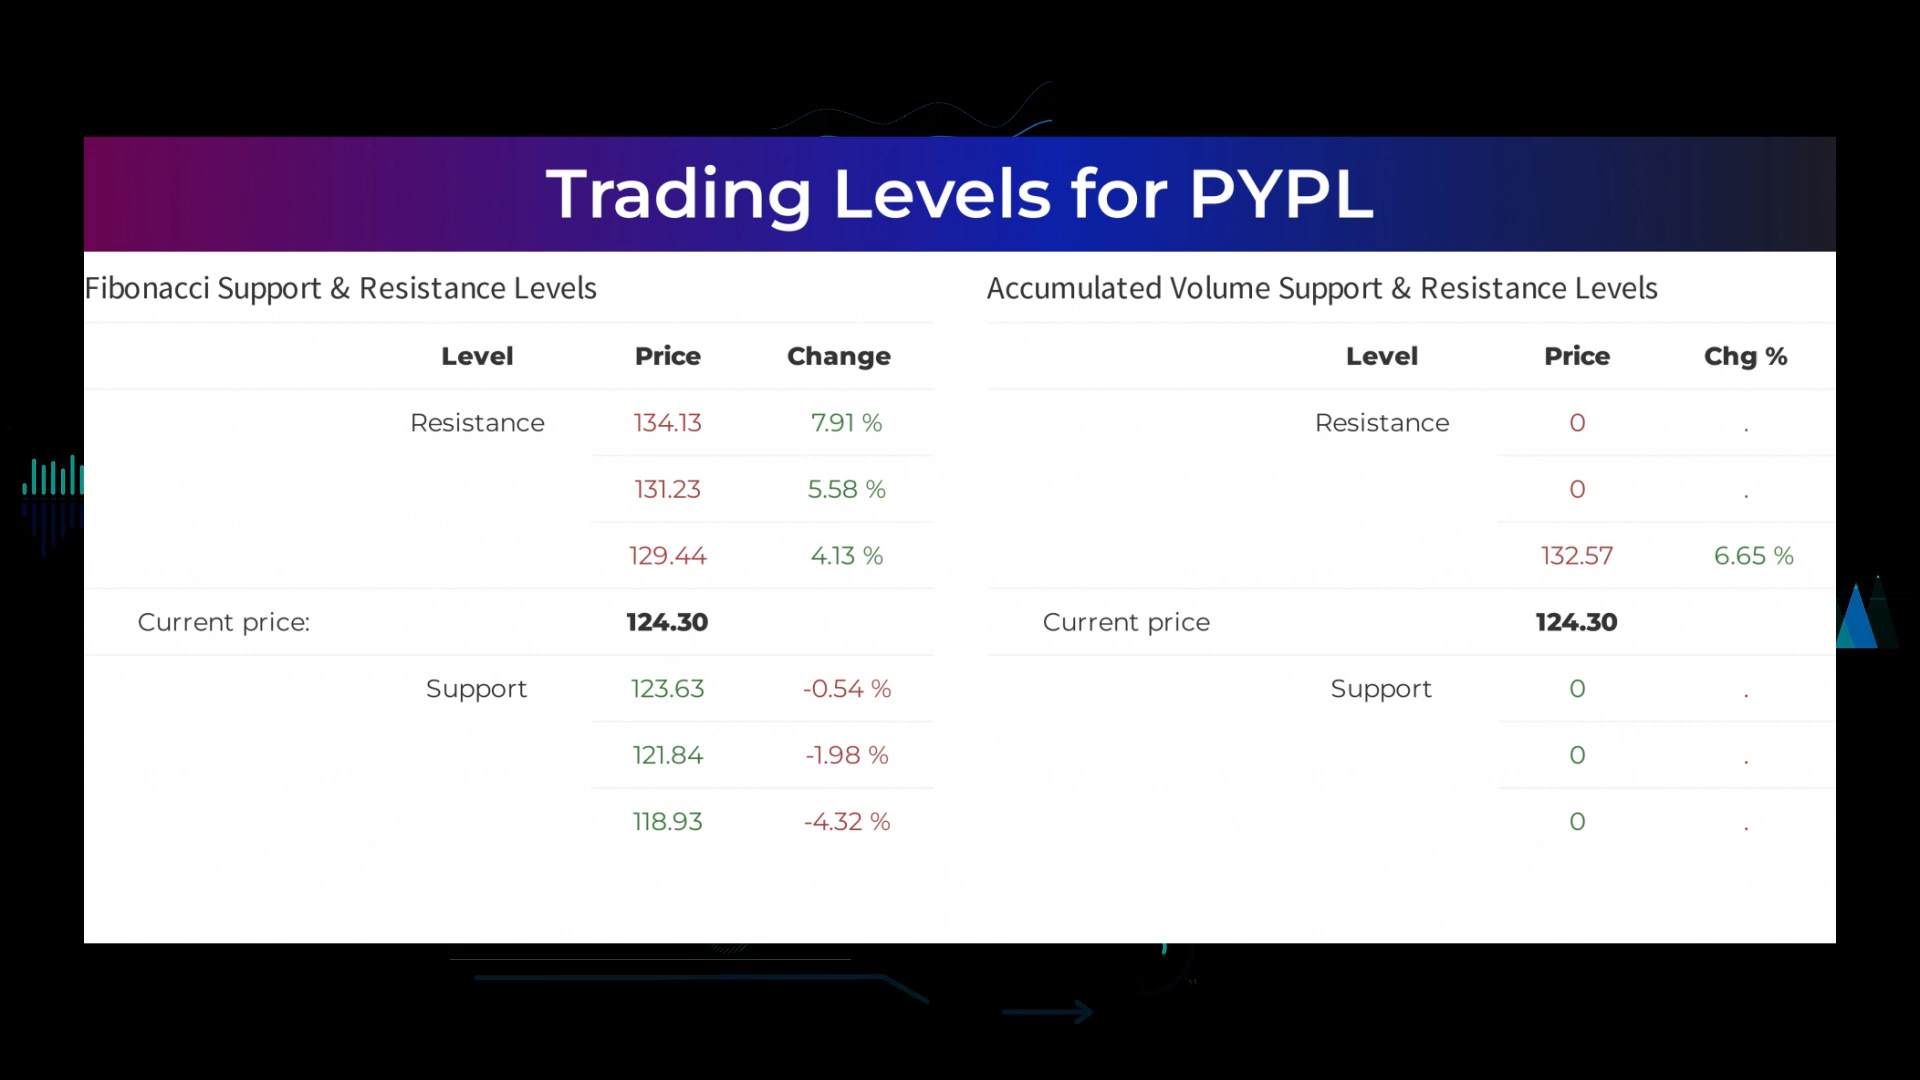 Trading Levels for PYPL
Fibonacci Support & Resistance Levels
Level Price Change
Resistance 134.13 7.91 %
131.23 5.58 %
129.44 4.13 %
Current price: 124.30
Support 123.63 -0.54 %
121.84 -1.98 %
118.93 -4.32 %
Accumulated Volume Support & Resistance Levels
Level Price Chg %
Resistance 0 .
0 .
132.57 6.65 %
Current price 124.30
Support 0 .
0 .
0 .